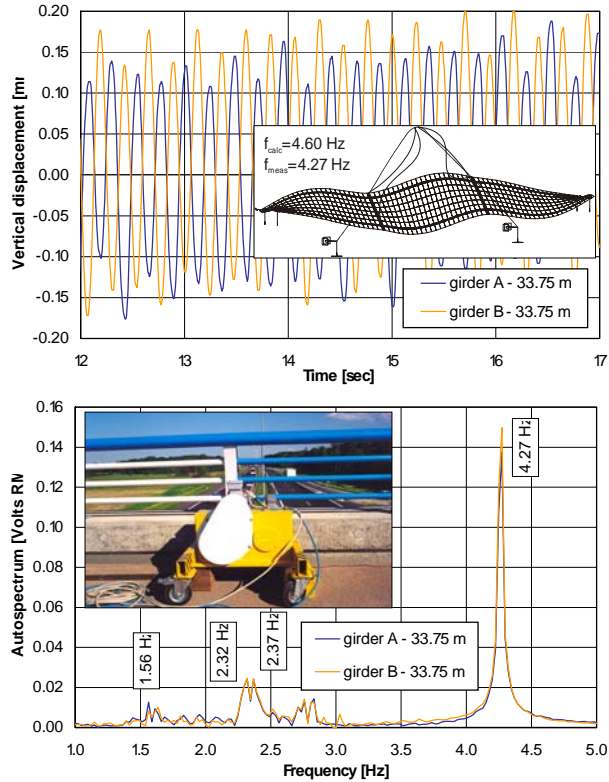 0.20
0.15
0.10
0.05
0.00
-0.05
-0.10
-0.15
0.20
Vertical displacement [m
f calc=4.60 Hz
f meas=4.27 Hz
girder A - 33.75 m
girder B - 33.75 m
12 13 14 15 16 17
Time [sec]
0.16
0.14
0.12
0.10
0.08
0.06
0.04
0.02
0.00
Autospectrum [Volts RM
1.56 Hz
2.32 Hz
2.37 Hz
4.27 Hz
girder A - 33.75 m
girder B - 33.75 m
1.0 1.5 2.0 2.5 3.0 3.5 4.0 4.5 5.0
Frequency [Hz]